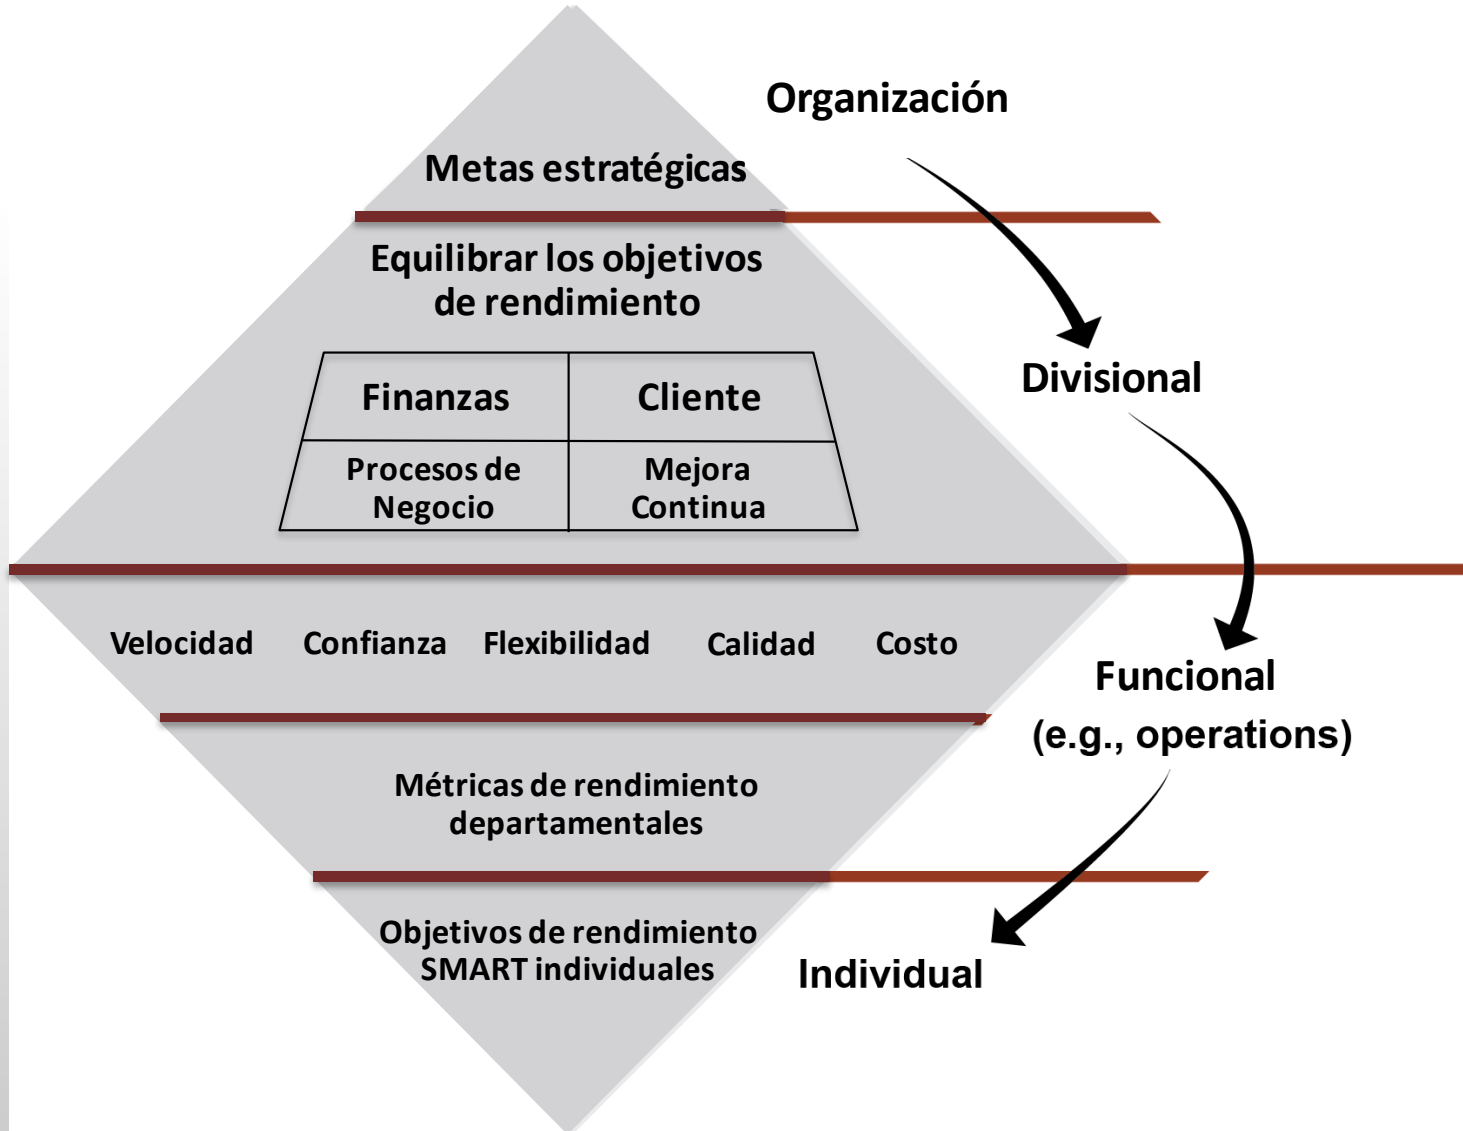 Organización
Metas estratégicas
Equilibrar los objetivos
de rendimiento
Finanzas
Cliente
Divisional
Procesos de
Negocio
Mejora
Continua
Velocidad
Confianza
Flexibilidad
Calidad
Costo
Funcional
(e.g., operations)
Métricas de rendimiento
departamentales
Objetivos de rendimiento
SMART individuales
Individual